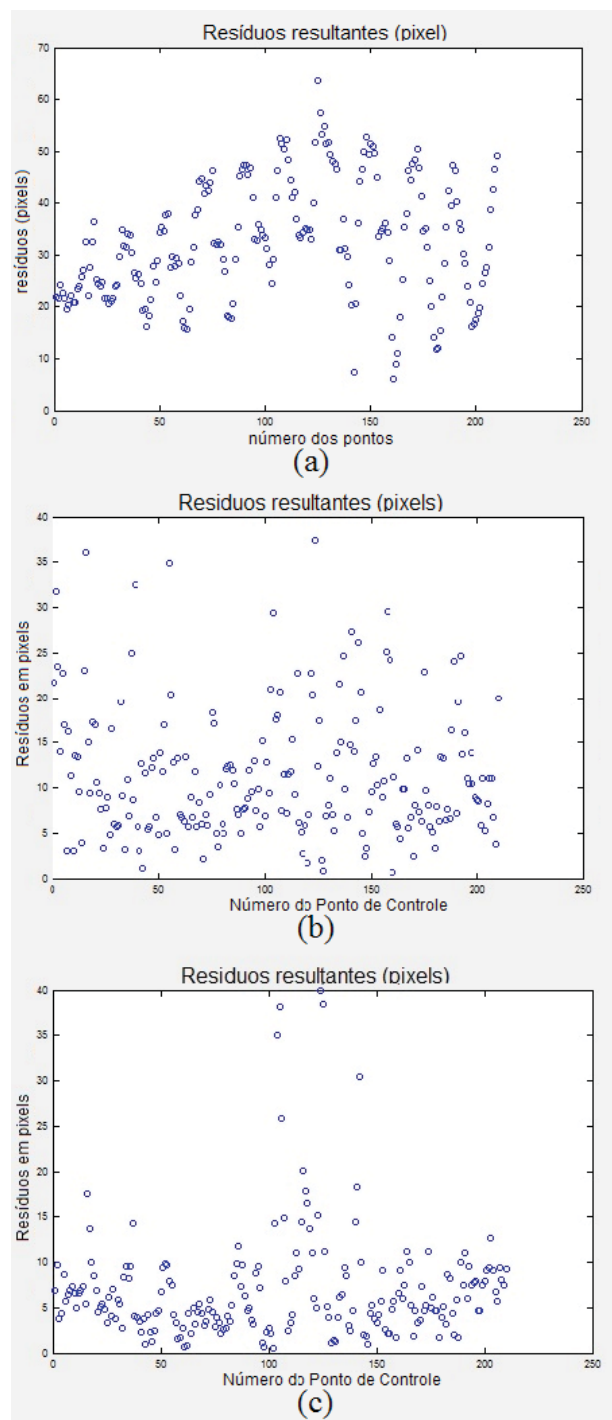 Resíduos resultantes (pixel)
70
60
50
40
30
20
10
0
resíduos (pixels)
0 50 100 150 200 250
número dos pontos
(a)
Residuos resultantes (pixels)
40
35
30
25
20
15
10
5
0
Resíduos em pixels
0 50 100 150 200 250
Número do Ponto de Controle
(b)
Residuos resultantes (pixels)
40
35
30
25
20
15
10
5
0
Resíduos em pixels
0 50 100 150 200 250
Número do Ponto de Controle
(c)